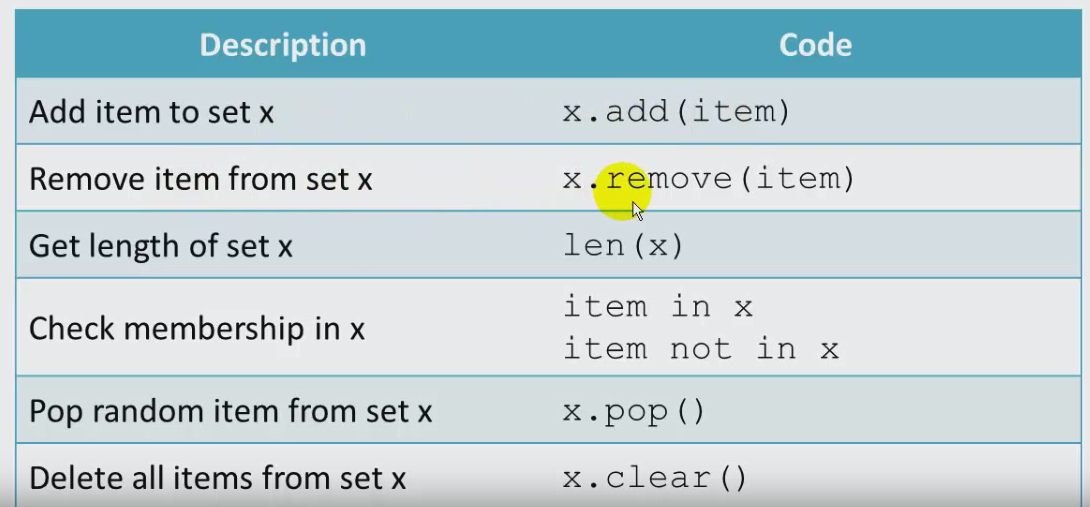 Description Code
Add item to set x x.add(item)
Remove item from set x x.remove(item)
Get length of set x len(x)
Check membership in x item in x
item not in x
Pop random item from set x x.pop()
Delete all items from set x x.clear()